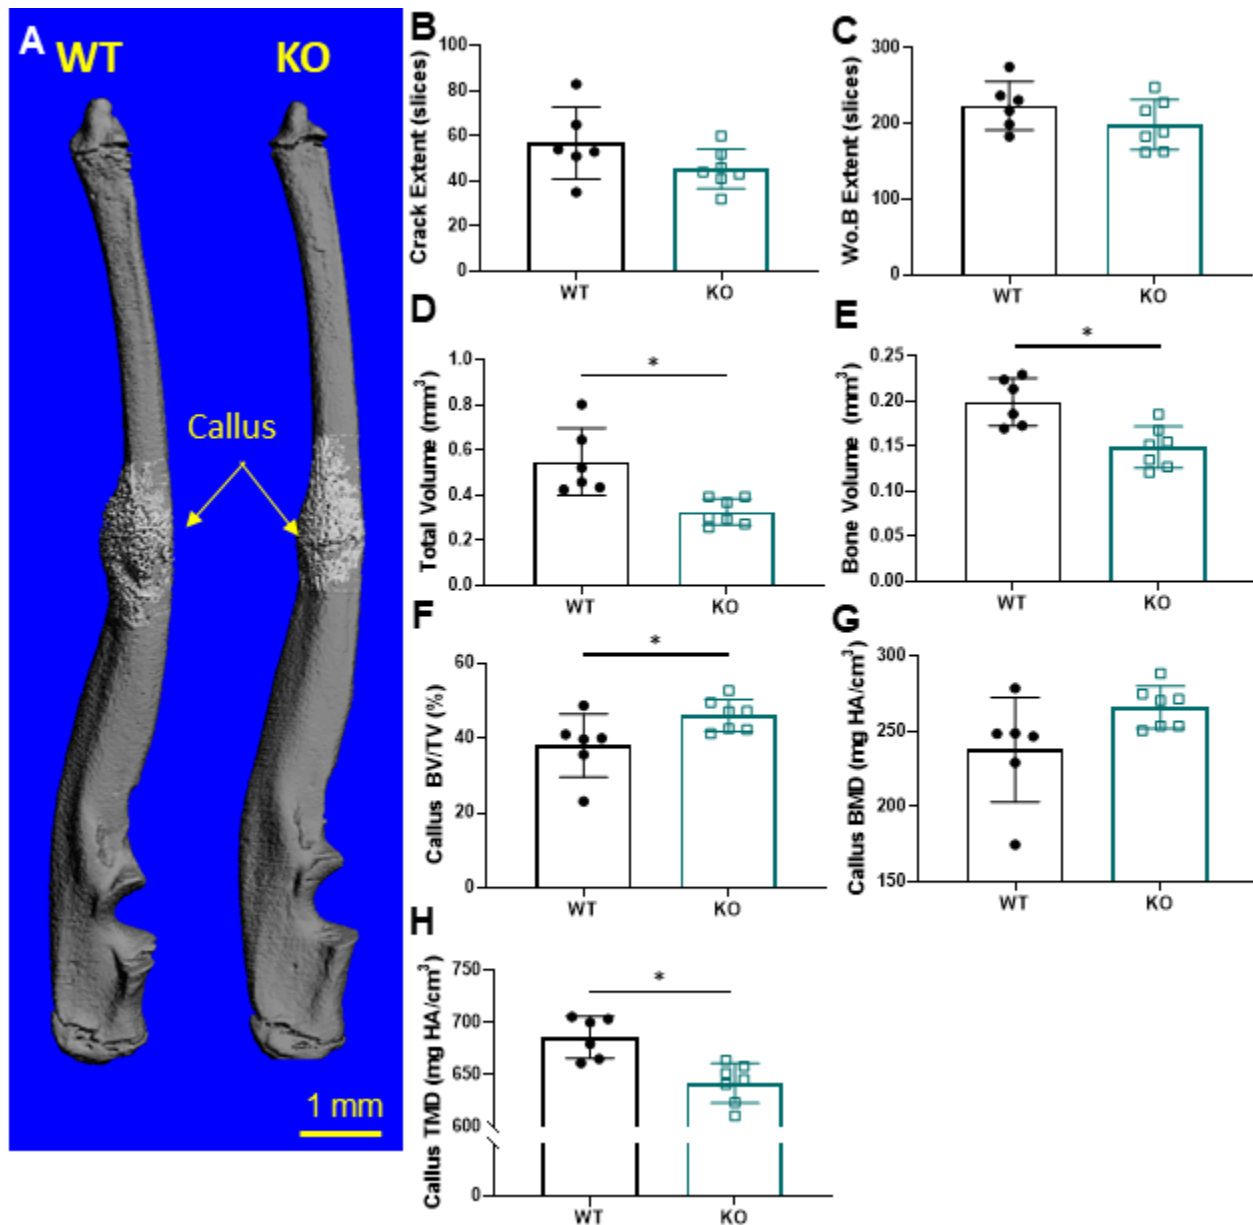 A
WT KO
Callus
1 mm
B
Crack Extent (slices)
100
80
60
40
20
0
WT KO
C
Wo.B Extent (slices)
300
200
100
0
WT KO
D
Total Volume (mm³)
1.0
0.8
0.6
0.4
0.2
0.0
*
WT KO
E
Bone Volume (mm³)
0.25
0.20
0.15
0.10
0.05
0.00
*
WT KO
F
Callus BV/TV (%)
60
40
20
0
*
WT KO
G
Callus BMD (mg HA/cm³)
300
250
200
150
WT KO
H
Callus TMD (mg HA/cm³)
750
700
650
600
0
*
WT KO